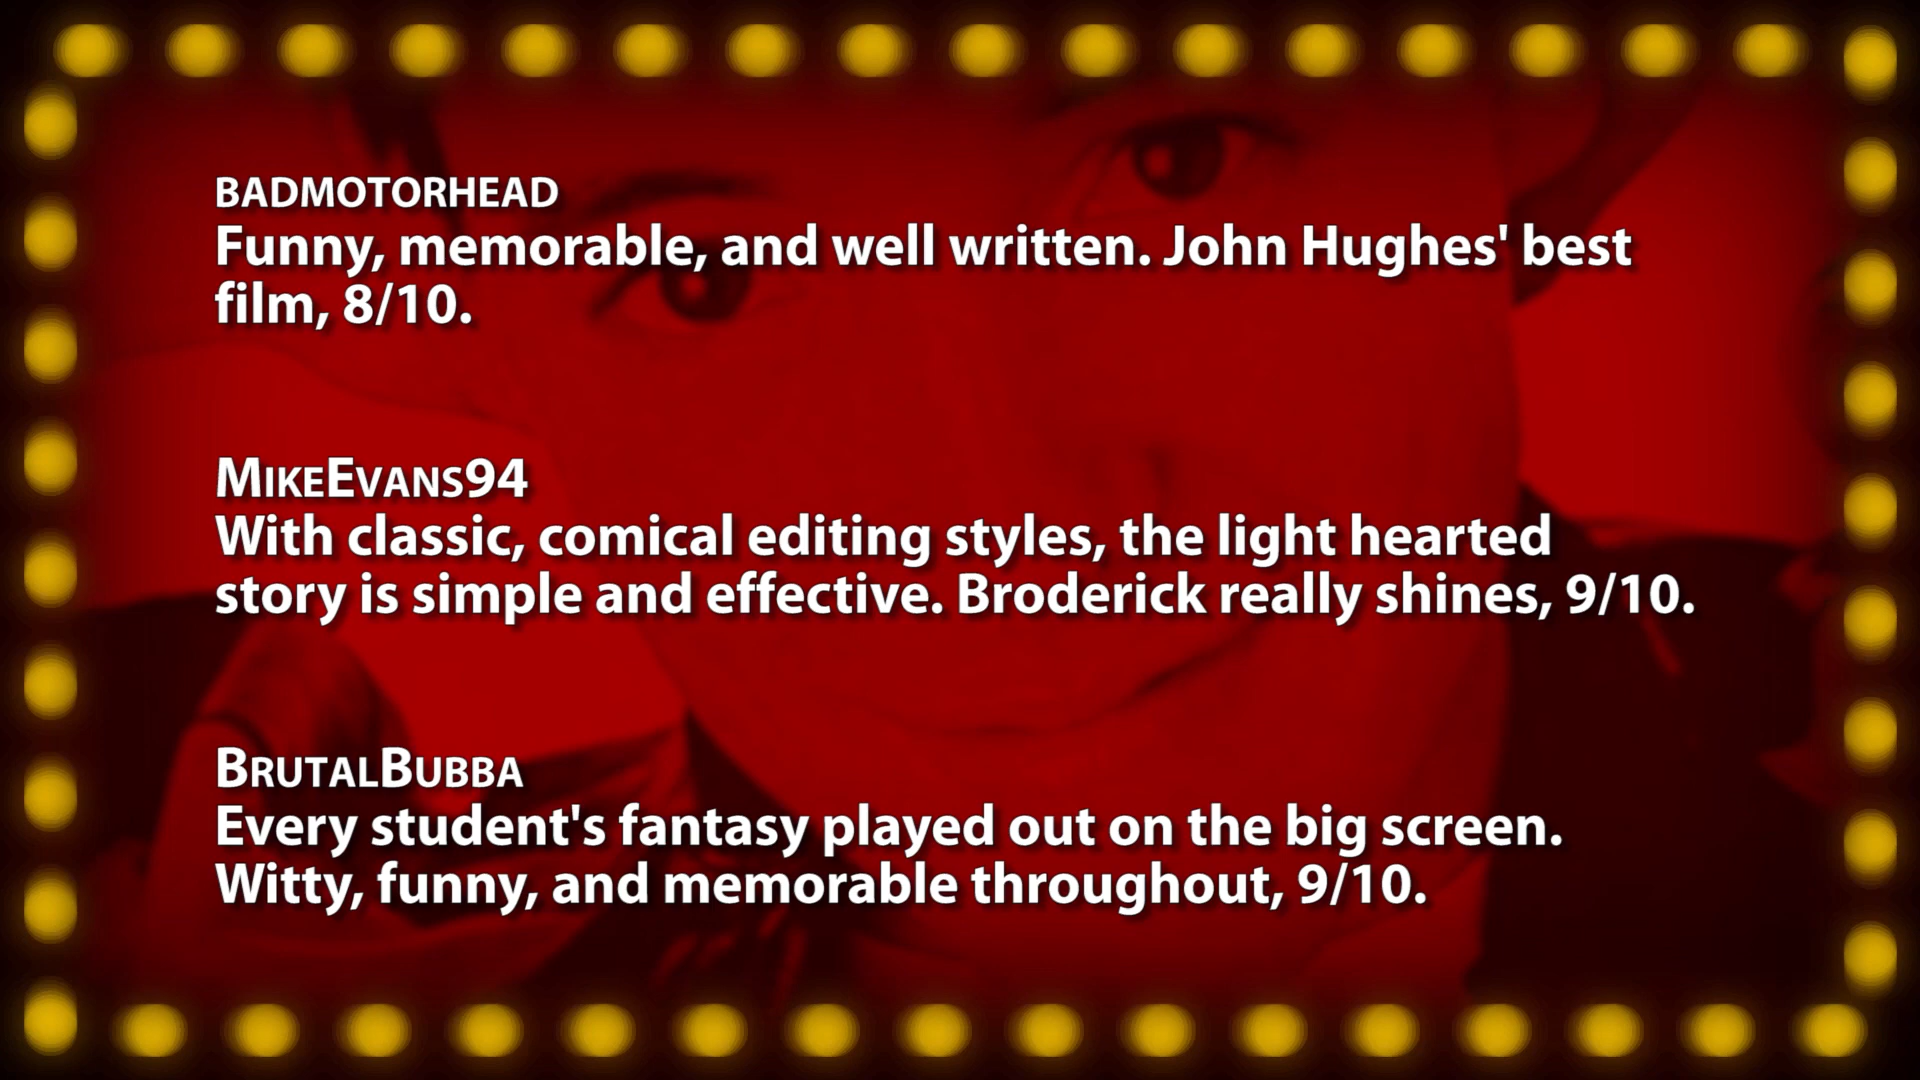 BADMOTORHEAD
Funny, memorable, and well written. John Hughes' best
film, 8/10.
MIKEEVANS94
With classic, comical editing styles, the light hearted
story is simple and effective. Broderick really shines, 9/10.
BRUTALBUBBA
Every student's fantasy played out on the big screen.
Witty, funny, and memorable throughout, 9/10.